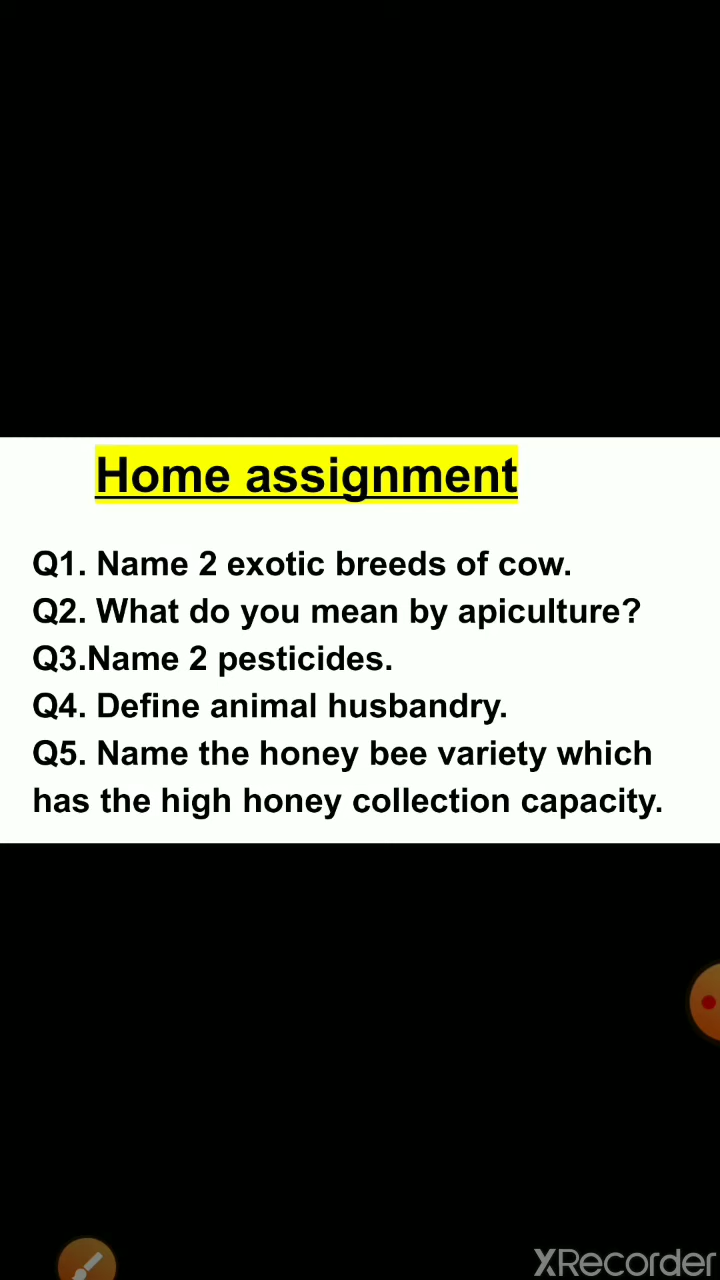 Home assignment
Q1. Name 2 exotic breeds of cow.
Q2. What do you mean by apiculture?
Q3.Name 2 pesticides.
Q4. Define animal husbandry.
Q5. Name the honey bee variety which
has the high honey collection capacity.
XRecorder